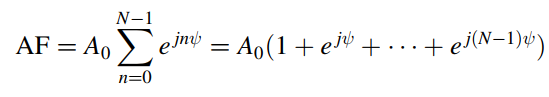 AF = A₀ ∑_{n=0}^{N−1} e^{jnψ} = A₀(1 + e^{jψ} + ··· + e^{j(N−1)ψ})